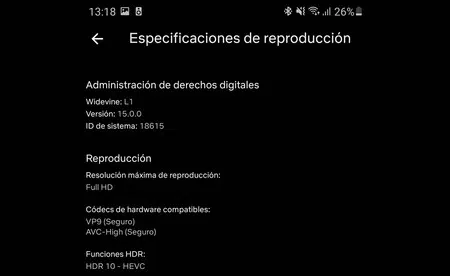 13:18
26%
Especificaciones de reproducción
Administración de derechos digitales
Widevine: L1
Versión: 15.0.0
ID de sistema: 18615
Reproducción
Resolución máxima de reproducción:
Full HD
Códecs de hardware compatibles:
VP9 (Seguro)
AVC-High (Seguro)
Funciones HDR:
HDR 10 - HEVC